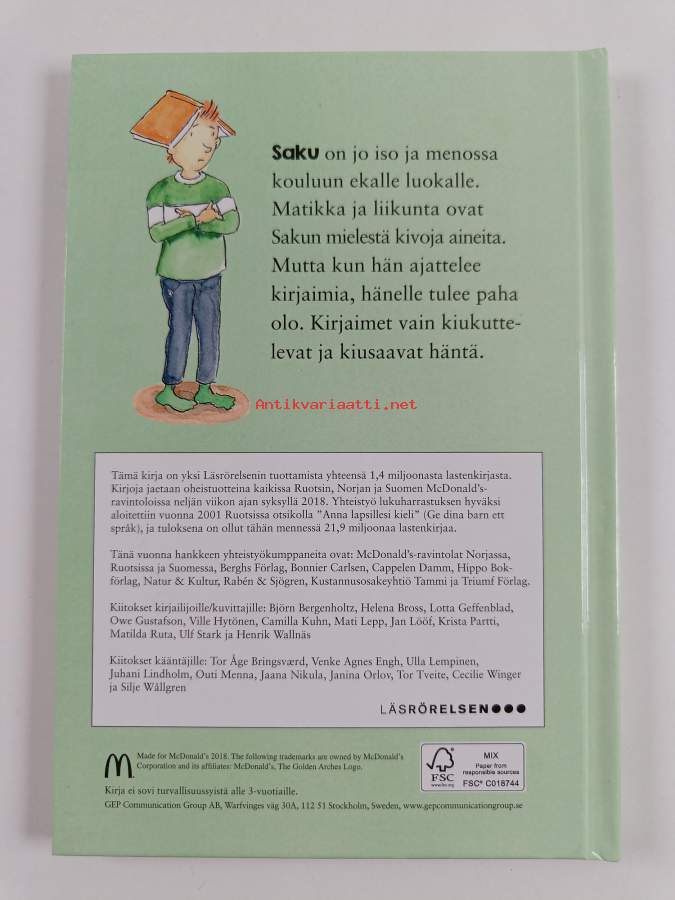 Saku on jo iso ja menossa
kouluun ekalle luokalle.
Matikka ja liikunta ovat
Sakun mielestä kivoja aineita.
Mutta kun hän ajattelee
kirjaimia, hänelle tulee paha
olo. Kirjaimet vain kiukutte-
levat ja kiusaavat häntä.
Antikvariaatti.net
Tämä kirja on yksi Läsrörelsenin tuottamista yhteensä 1,4 miljoonasta lastenkirjasta.
Kirjoja jaetaan oheistuotteina kaikissa Ruotsin, Norjan ja Suomen McDonald's-
ravintoloissa neljän viikon ajan syksyllä 2018. Yhteistyö lukuharrastuksen hyväksi
aloitettiin vuonna 2001 Ruotsissa otsikolla "Anna lapsillesi kieli" (Ge dina barn ett
språk), ja tuloksena on ollut tähän mennessä 21,9 miljoonaa lastenkirjaa.
Tänä vuonna hankkeen yhteistyökumppaneita ovat: McDonald's-ravintolat Norjassa,
Ruotsissa ja Suomessa, Berghs Förlag, Bonnier Carlsen, Cappelen Damm, Hippo Bok-
förlag, Natur & Kultur, Rabén & Sjögren, Kustannusosakeyhtiö Tammi ja Triumf Förlag.
Kiitokset kirjailijoille/kuvittajille: Björn Bergenholtz, Helena Bross, Lotta Geffenblad,
Owe Gustafson, Ville Hytönen, Camilla Kuhn, Mati Lepp, Jan Lööf, Krista Partti,
Matilda Ruta, Ulf Stark ja Henrik Wallnäs
Kiitokset kääntäjille: Tor Åge Bringsværd, Venke Agnes Engh, Ulla Lempinen,
Juhani Lindholm, Outi Menna, Jaana Nikula, Janina Orlov, Tor Tveite, Cecilie Winger
ja Silje Wållgren
LÄSRÖRELSEN
Made for McDonald's 2018. The following trademarks are owned by McDonald's
Corporation and its affiliates: McDonald's, The Golden Arches Logo.
Kirja ei sovi turvallisuussyistä alle 3-vuotiaille.
GEP Communication Group AB, Warfvinges väg 30A, 112 51 Stockholm, Sweden, www.gepcommunicationgroup.se
FSC
www.fsc.org
MIX
Paper from
responsible sources
FSC® C018744